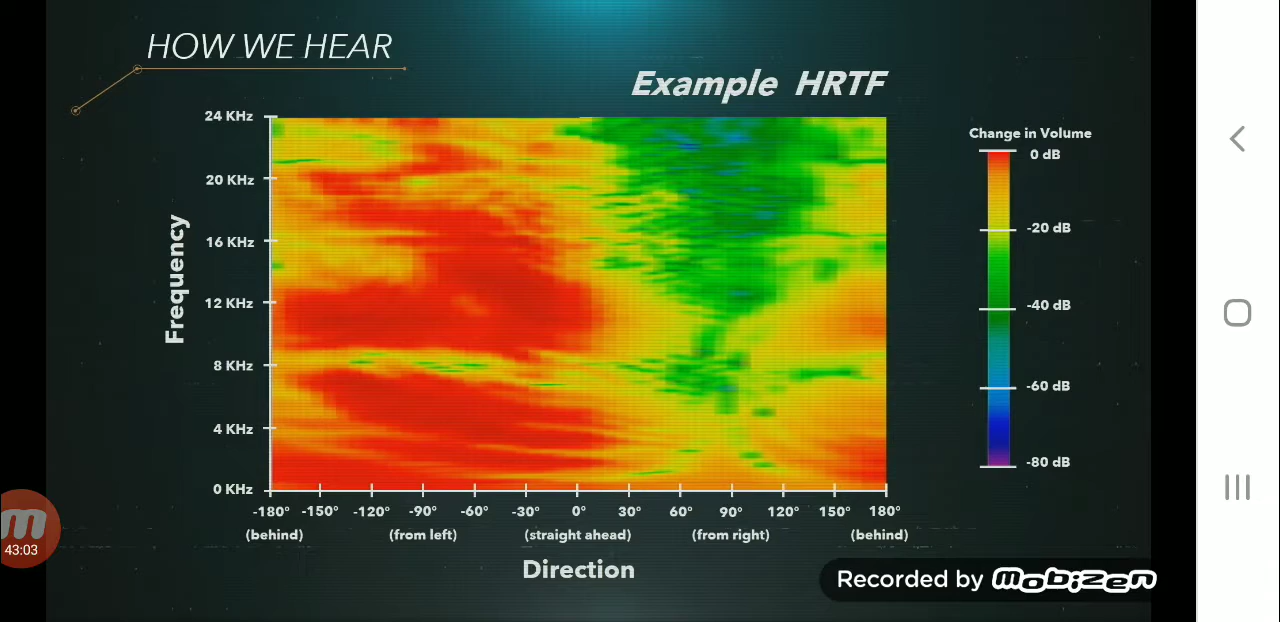 HOW WE HEAR
Example HRTF
Change in Volume
0 dB
-20 dB
-40 dB
-60 dB
-80 dB
Frequency
24 KHz
20 KHz
16 KHz
12 KHz
8 KHz
4 KHz
0 KHz
-180° -150° -120° -90° -60° -30° 0° 30° 60° 90° 120° 150° 180°
(behind) (from left) (straight ahead) (from right) (behind)
Direction
m
43:03
Recorded by mobizen